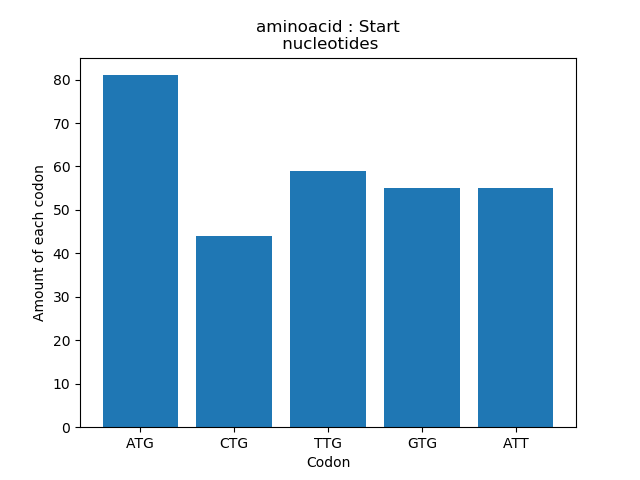 aminoacid : Start
nucleotides
Amount of each codon
80
70
60
50
40
30
20
10
0
ATG CTG TTG GTG ATT
Codon